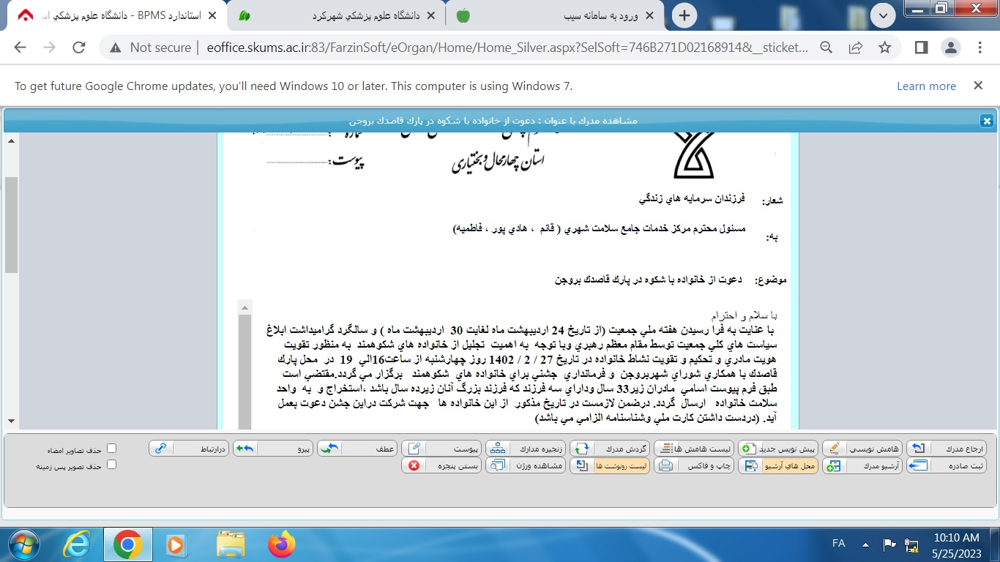 استاندارد BPMS - دانشگاه علوم پزشكي
دانشگاه علوم پزشكي شهركرد
ورود به سامانه سیب
Not secure
eoffice.skums.ac.ir:83/FarzinSoft/eOrgan/Home/Home_Silver.aspx?SelSoft=746B271D02168914&__sticket...
To get future Google Chrome updates, you'll need Windows 10 or later. This computer is using Windows 7.
Learn more
مشاهده مدرك با عنوان : دعوت از خانواده با شكوه در پارك قاصدك بروجن
استان چهارمحال و بختیاری
پیوست:
شعار: فرزندان سرمايه هاي زندگي
به: مسئول محترم مركز خدمات جامع سلامت شهري ( قائم ، هادي پور ، فاطميه)
موضوع: دعوت از خانواده با شكوه در پارك قاصدك بروجن
با سلام و احترام
با عنايت به فرا رسيدن هفته ملي جمعيت (از تاريخ 24 ارديبهشت ماه لغايت 30 ارديبهشت ماه ) و سالگرد گراميداشت ابلاغ
سياست هاي كلي جمعيت توسط مقام معظم رهبري وبا توجه به اهميت تجليل از خانواده هاي شكوهمند به منظور تقويت
هويت مادري و تحكيم و تقويت نشاط خانواده در تاريخ 27 / 2 / 1402 روز چهارشنبه از ساعت16الي 19 در محل پارك
قاصدك با همكاري شوراي شهربروجن و فرمانداري جشني براي خانواده هاي شكوهمند برگزار مي گردد.مقتضي است
طبق فرم پيوست اسامي مادران زير33 سال وداراي سه فرزند كه فرزند بزرگ آنان زيرده سال باشد ،استخراج و به واحد
سلامت خانواده ارسال گردد. درضمن لازمست در تاريخ مذكور از اين خانواده ها جهت شركت دراين جشن دعوت بعمل
آيد. (دردست داشتن كارت ملي وشناسنامه الزامي مي باشد)
ارجاع مدرك
هامش نويسي
پيش نويس جديد
ليست هامش ها
گردش مدرك
زنجيره مدارك
پيوست
عطف
پيرو
درارتباط
حذف تصاوير امضاء
ثبت صادره
آرشيو مدرك
محل هاي آرشيو
چاپ و فاكس
ليست رونوشت ها
مشاهده ورژن
بستن پنجره
حذف تصوير پس زمينه
FA
10:10 AM
5/25/2023